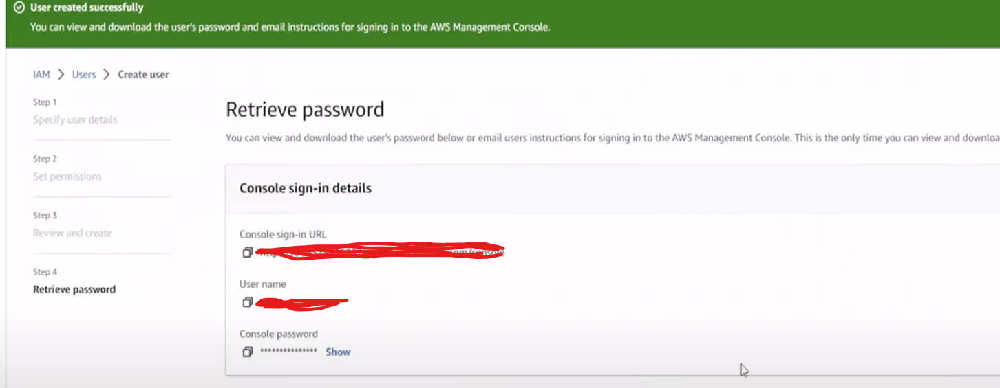 User created successfully
You can view and download the user's password and email instructions for signing in to the AWS Management Console.
IAM > Users > Create user
Step 1
Specify user details
Step 2
Set permissions
Step 3
Review and create
Step 4
Retrieve password
Retrieve password
You can view and download the user's password below or email users instructions for signing in to the AWS Management Console. This is the only time you can view and downloa
Console sign-in details
Console sign-in URL
User name
Console password
*************** Show